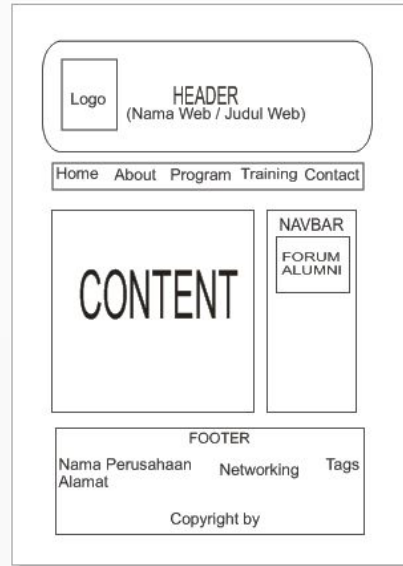 Logo
HEADER
(Nama Web / Judul Web)
Home About Program Training Contact
CONTENT
NAVBAR
FORUM
ALUMNI
FOOTER
Nama Perusahaan
Alamat
Networking
Tags
Copyright by